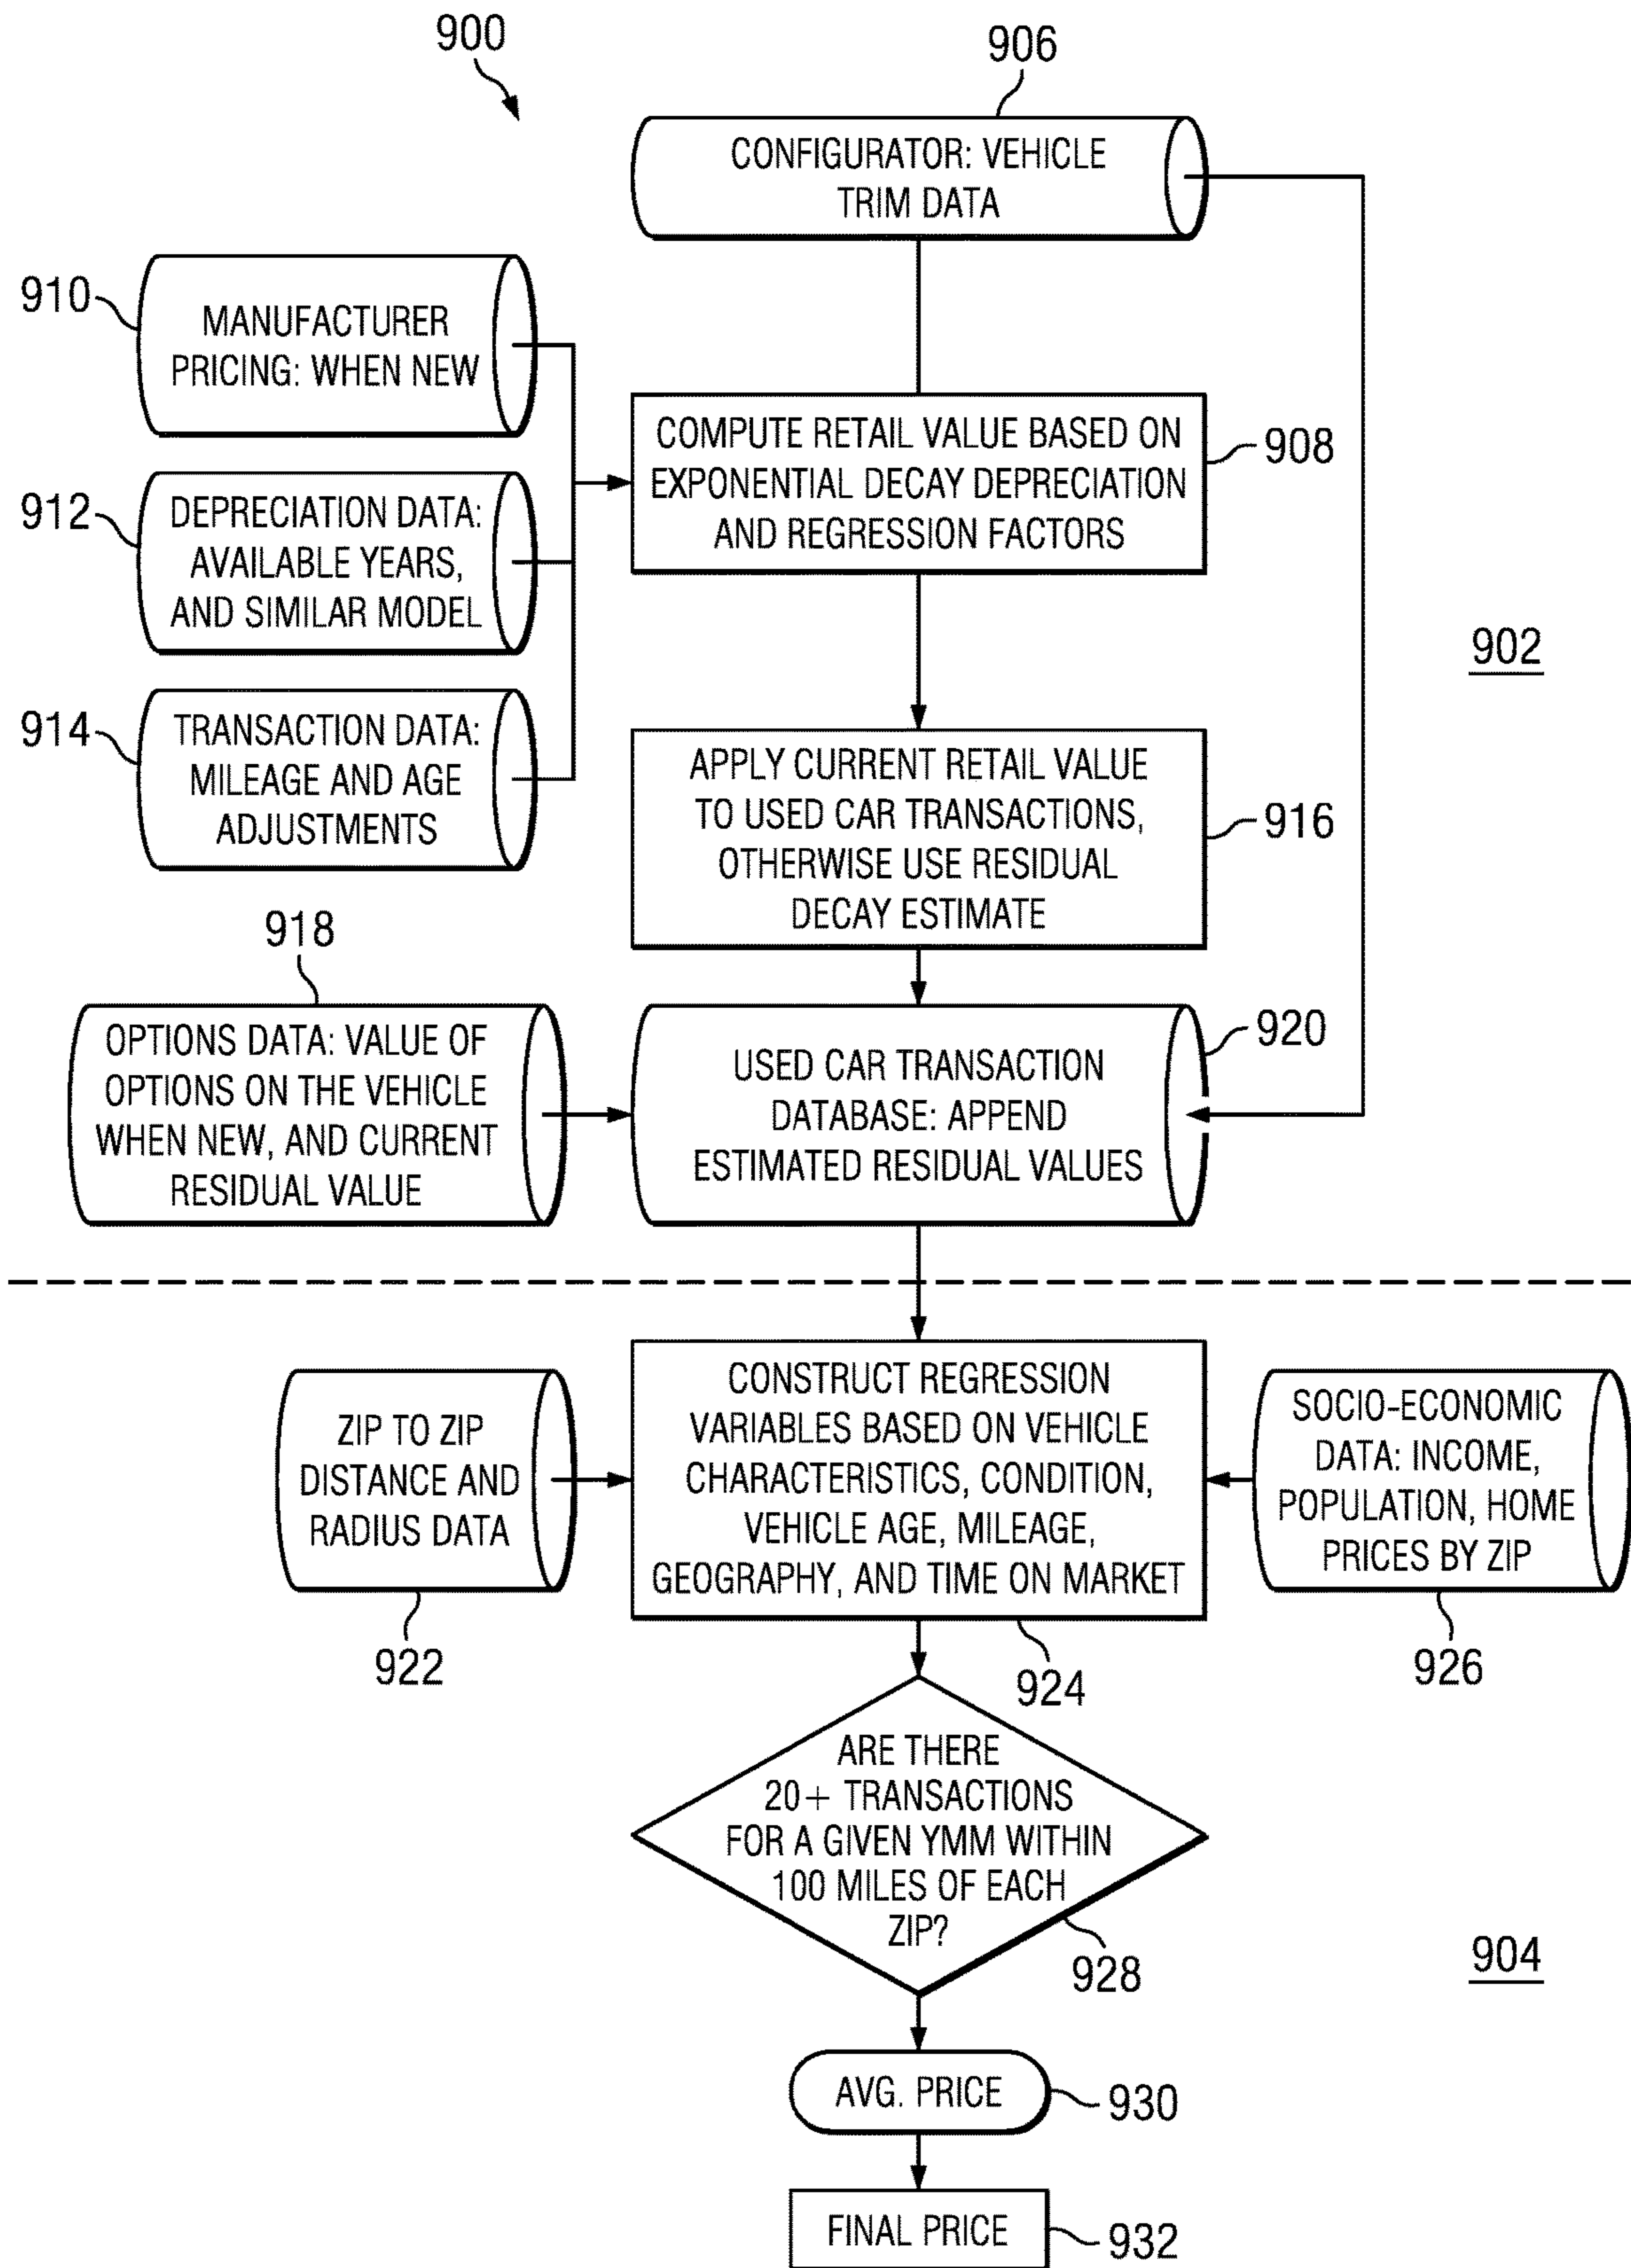 900
906
CONFIGURATOR: VEHICLE
TRIM DATA
910
MANUFACTURER
PRICING: WHEN NEW
COMPUTE RETAIL VALUE BASED ON
EXPONENTIAL DECAY DEPRECIATION
AND REGRESSION FACTORS
908
912
DEPRECIATION DATA:
AVAILABLE YEARS,
AND SIMILAR MODEL
902
914
TRANSACTION DATA:
MILEAGE AND AGE
ADJUSTMENTS
APPLY CURRENT RETAIL VALUE
TO USED CAR TRANSACTIONS,
OTHERWISE USE RESIDUAL
DECAY ESTIMATE
916
918
OPTIONS DATA: VALUE OF
OPTIONS ON THE VEHICLE
WHEN NEW, AND CURRENT
RESIDUAL VALUE
USED CAR TRANSACTION
DATABASE: APPEND
ESTIMATED RESIDUAL VALUES
920
ZIP TO ZIP
DISTANCE AND
RADIUS DATA
922
CONSTRUCT REGRESSION
VARIABLES BASED ON VEHICLE
CHARACTERISTICS, CONDITION,
VEHICLE AGE, MILEAGE,
GEOGRAPHY, AND TIME ON MARKET
924
SOCIO-ECONOMIC
DATA: INCOME,
POPULATION, HOME
PRICES BY ZIP
926
ARE THERE
20+ TRANSACTIONS
FOR A GIVEN YMM WITHIN
100 MILES OF EACH
ZIP?
928
904
AVG. PRICE
930
FINAL PRICE
932